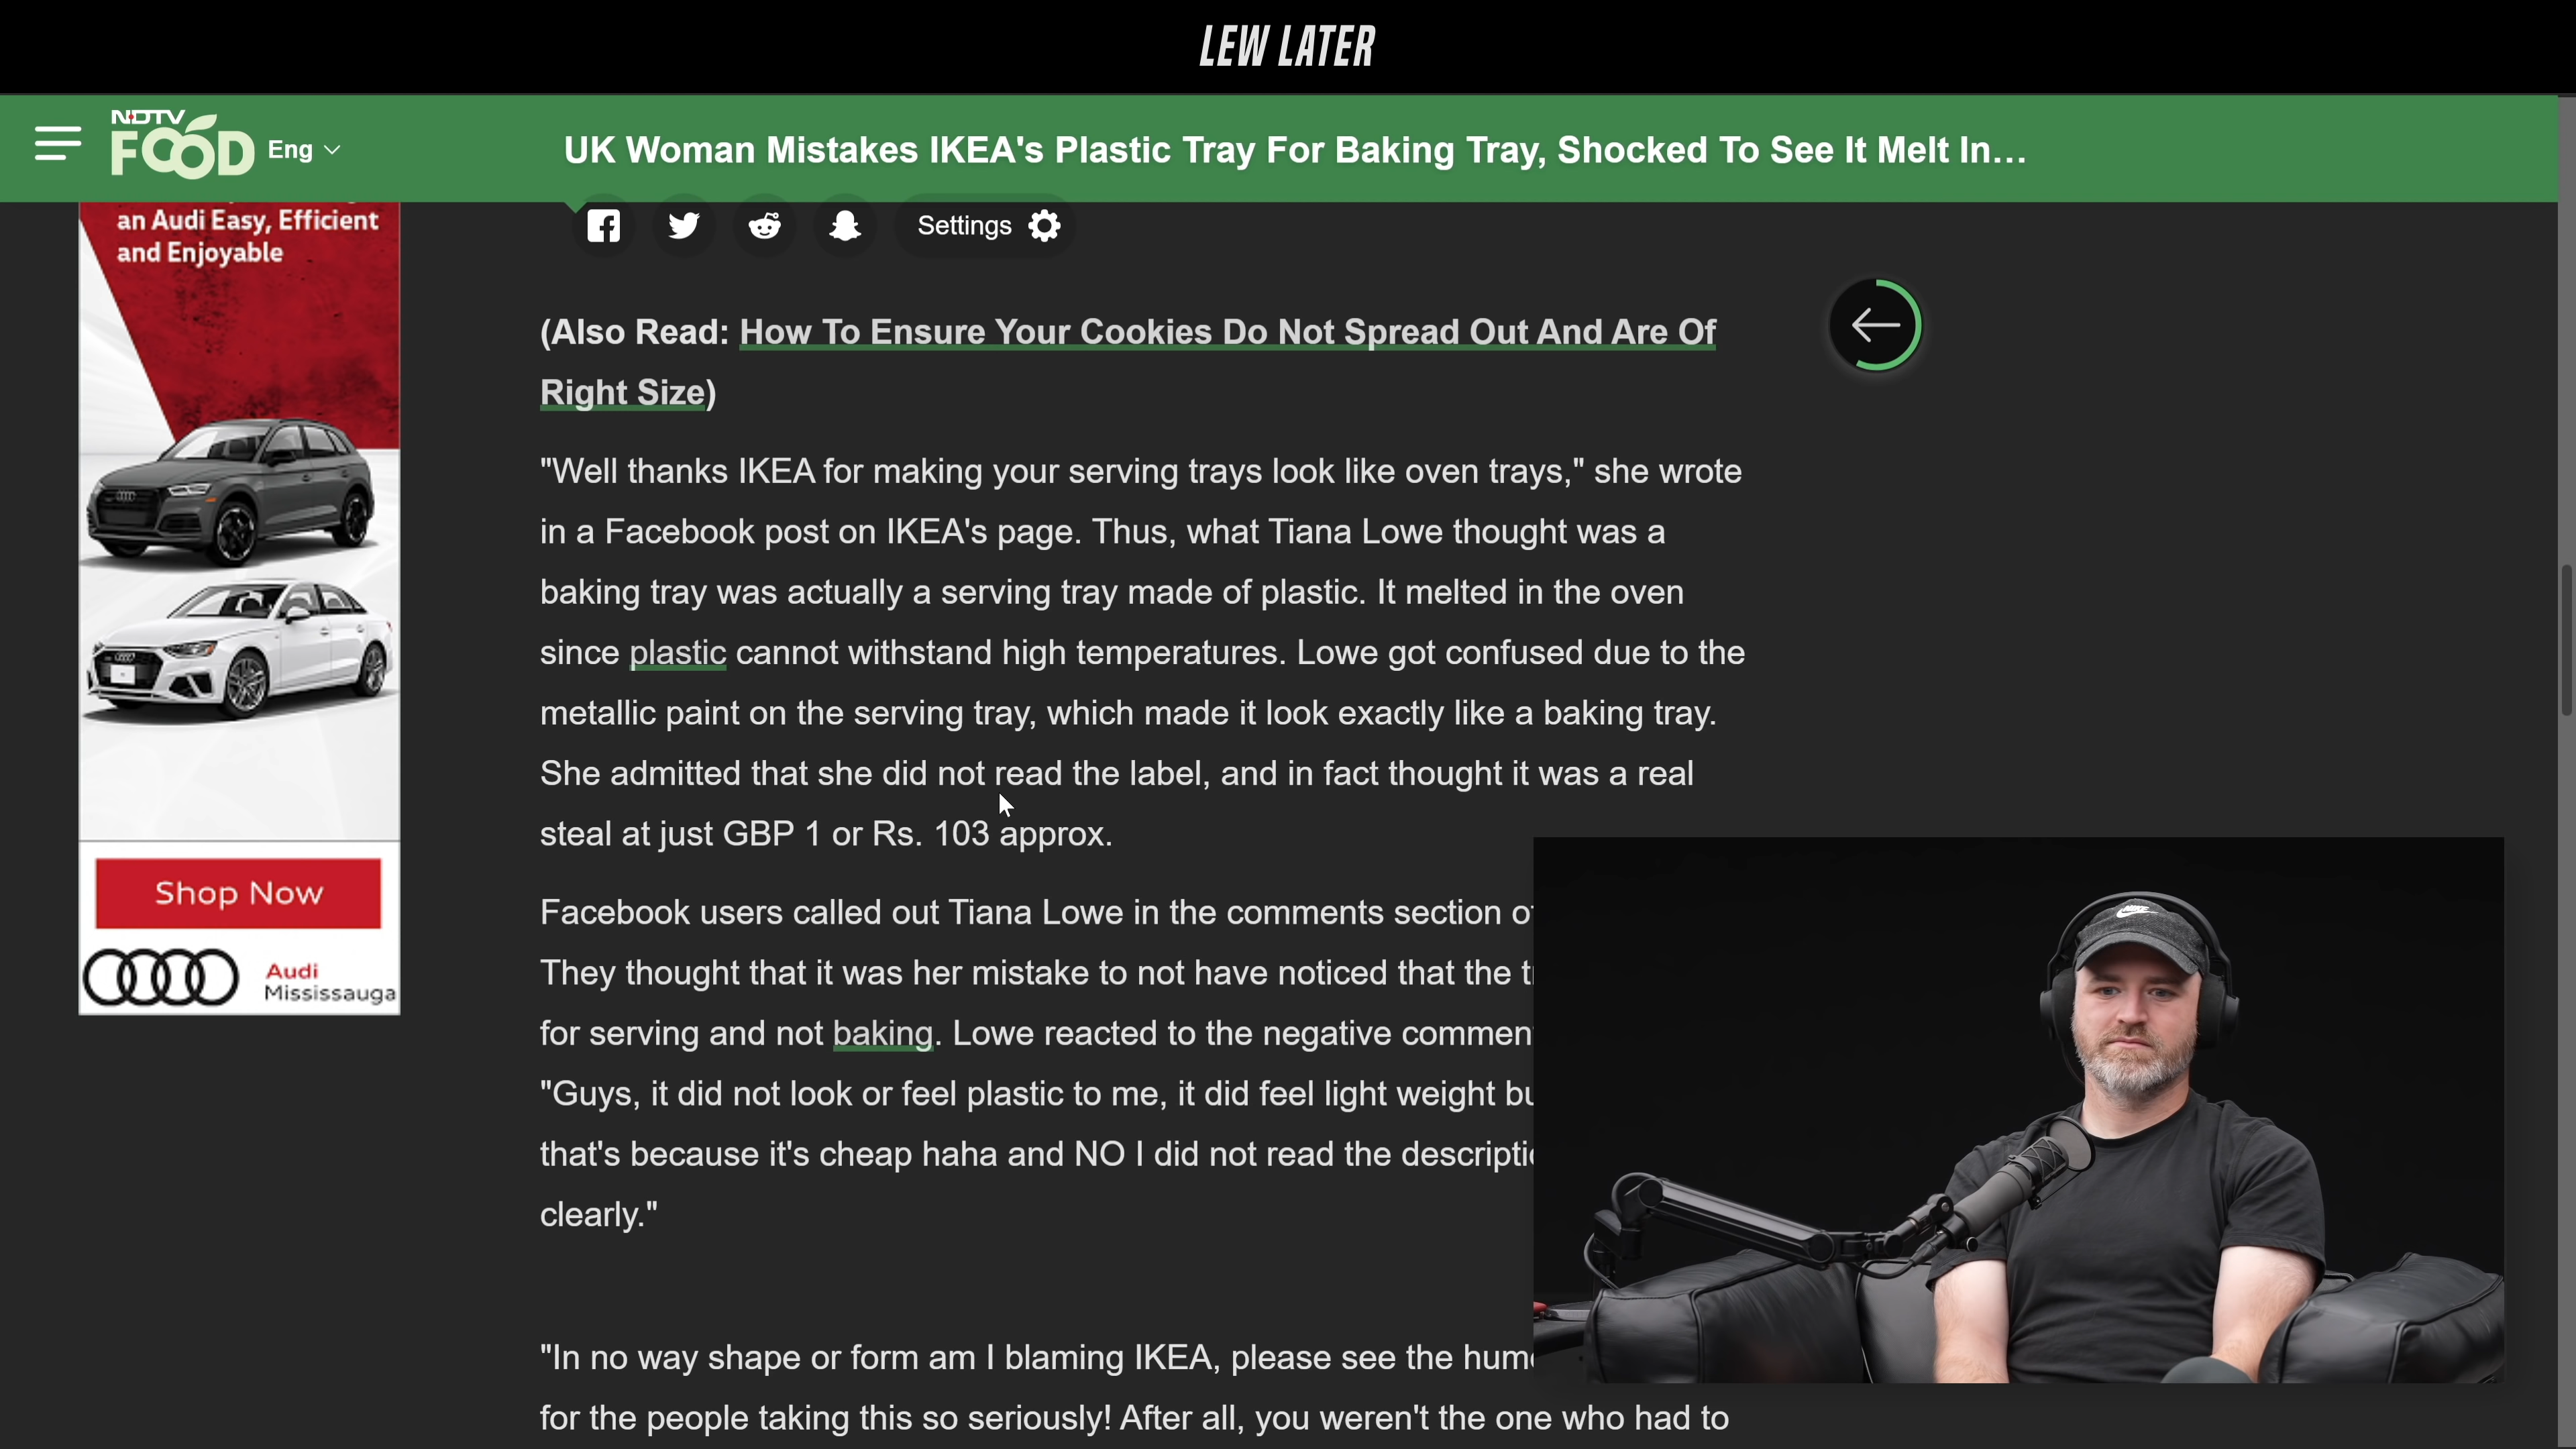 LEW LATER
NDTV
FOOD
Eng
UK Woman Mistakes IKEA's Plastic Tray For Baking Tray, Shocked To See It Melt In...
an Audi Easy, Efficient
and Enjoyable
Shop Now
Audi
Mississauga
Settings
(Also Read: How To Ensure Your Cookies Do Not Spread Out And Are Of
Right Size)
"Well thanks IKEA for making your serving trays look like oven trays," she wrote
in a Facebook post on IKEA's page. Thus, what Tiana Lowe thought was a
baking tray was actually a serving tray made of plastic. It melted in the oven
since plastic cannot withstand high temperatures. Lowe got confused due to the
metallic paint on the serving tray, which made it look exactly like a baking tray.
She admitted that she did not read the label, and in fact thought it was a real
steal at just GBP 1 or Rs. 103 approx.
Facebook users called out Tiana Lowe in the comments section
They thought that it was her mistake to not have noticed that the
for serving and not baking. Lowe reacted to the negative
"Guys, it did not look or feel plastic to me, it did feel light weight
that's because it's cheap haha and NO I did not read the
clearly."
"In no way shape or form am I blaming IKEA, please see the
for the people taking this so seriously! After all, you weren't the one who had to